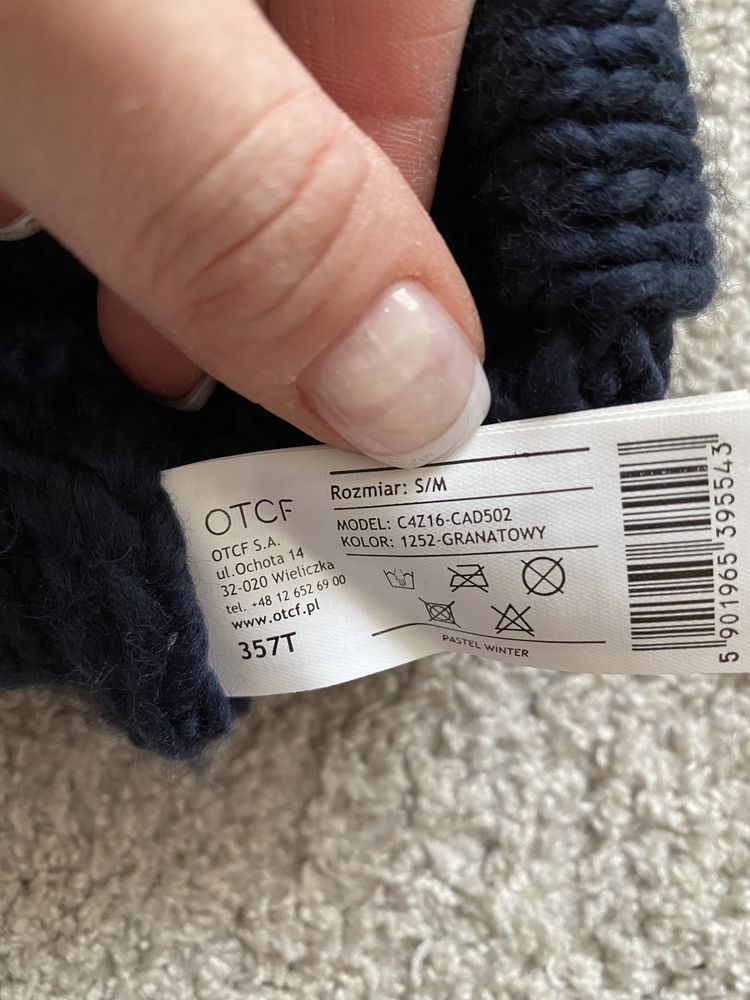 OTCF
OTCF S.A.
ul.Ochota 14
32-020 Wieliczka
tel. +48 12 652 69 00
www.otcf.pl
357T
Rozmiar: S/M
MODEL: C4Z16-CAD502
KOLOR: 1252-GRANATOWY
PASTEL WINTER
5 901965 395543